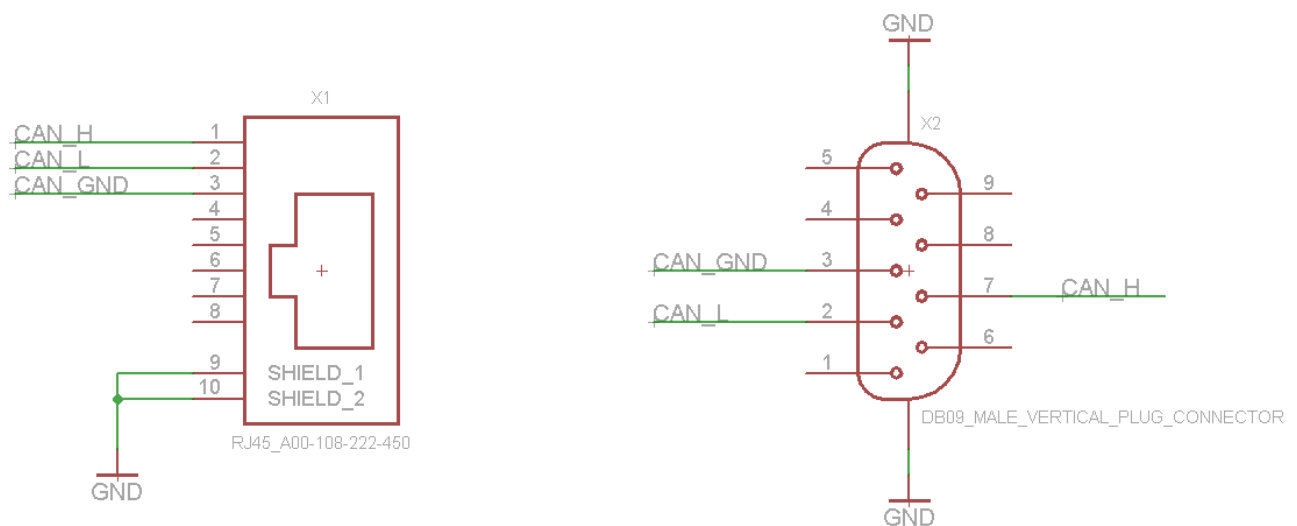 X1
CAN_H
CAN_L
CAN_GND
1
2
3
4
5
6
7
8
9
10
SHIELD_1
SHIELD_2
RJ45_A00-108-222-450
GND
GND
X2
5
9
4
8
CAN_GND
3
7
CAN_H
CAN_L
2
6
1
DB09_MALE_VERTICAL_PLUG_CONNECTOR
GND